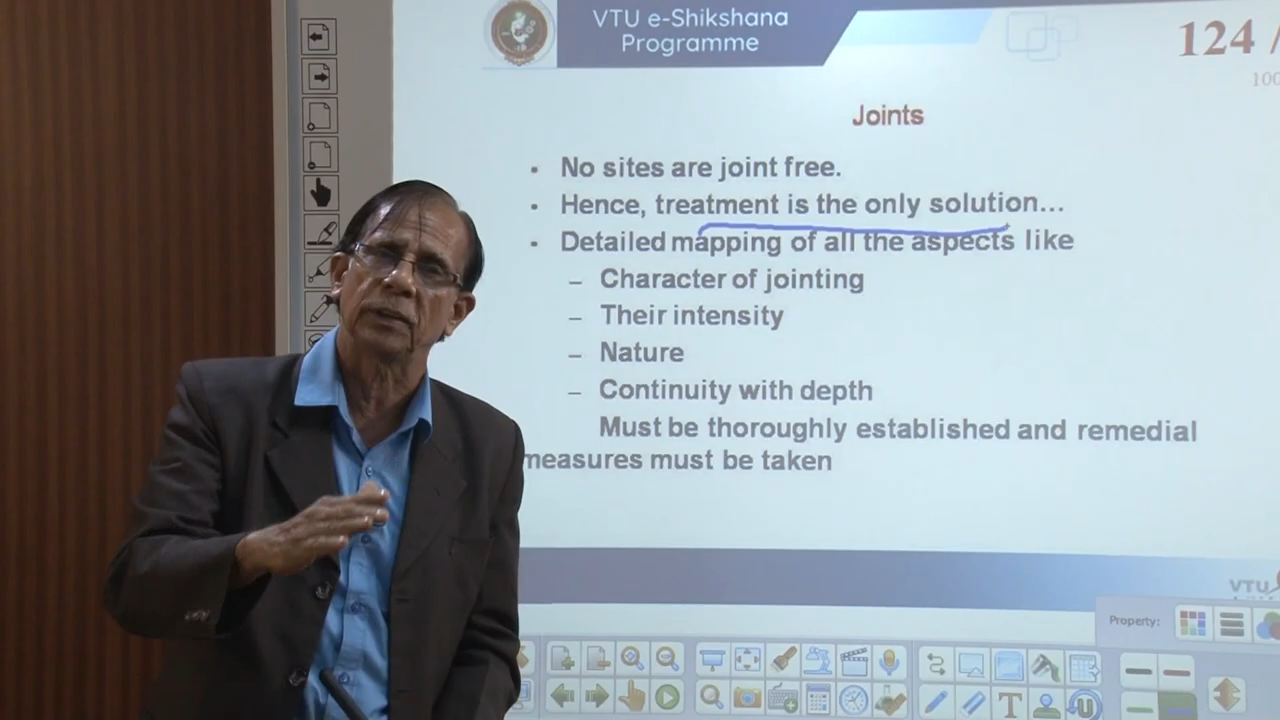 VTU e-Shikshana
Programme
124 /
100
Joints
▪ No sites are joint free.
▪ Hence, treatment is the only solution...
▪ Detailed mapping of all the aspects like
– Character of jointing
– Their intensity
– Nature
– Continuity with depth
Must be thoroughly established and remedial
measures must be taken
VTU
Property: